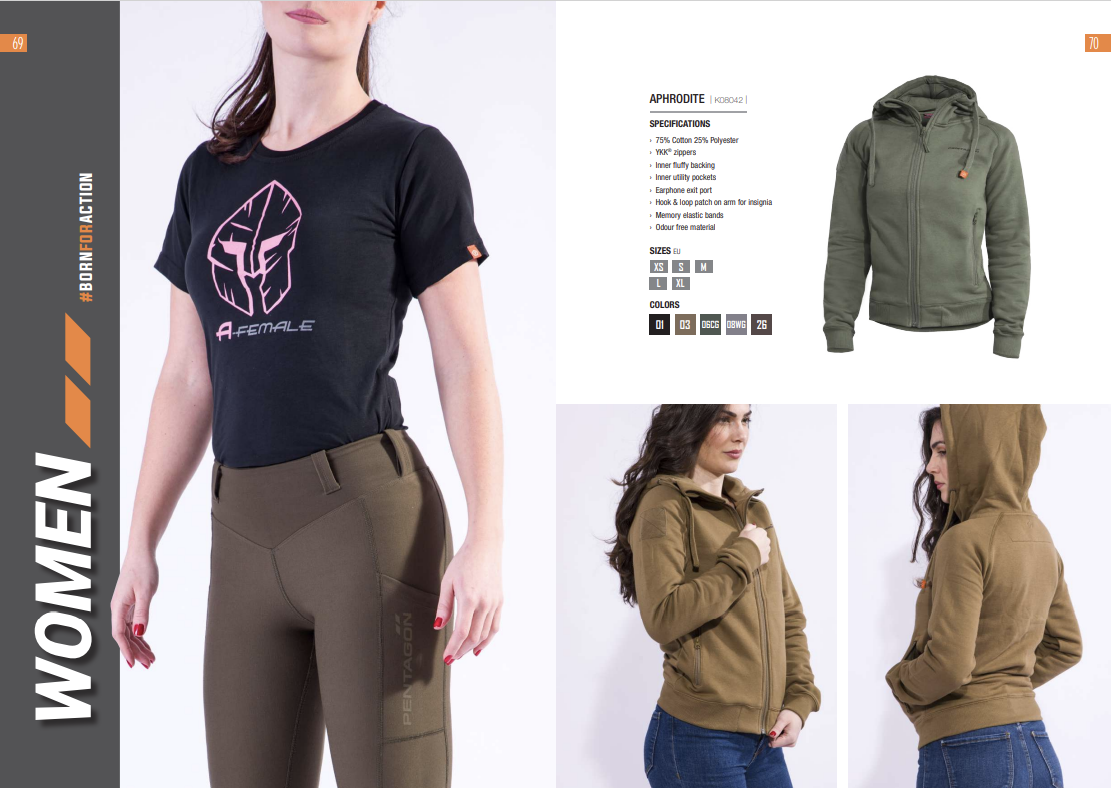 69
#BORNFORACTION
WOMEN
A-FEMALE
PENTAGON
70
APHRODITE | K08042 |
SPECIFICATIONS
› 75% Cotton 25% Polyester
› YKK® zippers
› Inner fluffy backing
› Inner utility pockets
› Earphone exit port
› Hook & loop patch on arm for insignia
› Memory elastic bands
› Odour free material
SIZES EU
XS S M
L XL
COLORS
01 03 06CG 08WG 26